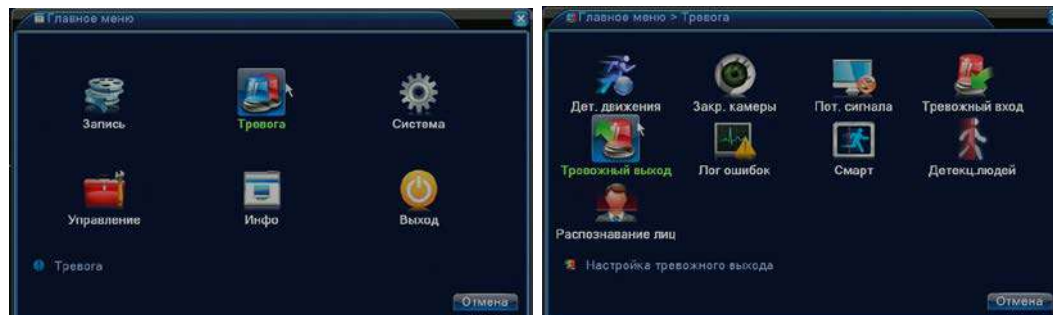 Главное меню
Запись
Тревога
Система
Управление
Инфо
Выход
Тревога
Отмена
Главное меню > Тревога
Дет. движения
Закр. камеры
Пот. сигнала
Тревожный вход
Тревожный выход
Лог ошибок
Смарт
Детекц.людей
Распознавание лиц
Настройка тревожного выхода
Отмена